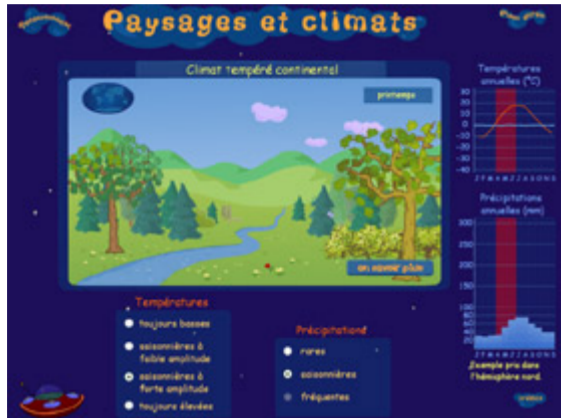 Paysages et climats
Climat tempéré continental
printemps
en savoir plus
Températures
annuelles (°C)
30
20
10
0
-10
-20
-30
-40
J F M A M J J A S O N D
Précipitations
annuelles (mm)
300
250
200
150
100
80
60
40
20
J F M A M J J A S O N D
Exemple pris dans
l'hémisphère nord.
Températures
toujours basses
saisonnières à
faible amplitude
saisonnières à
forte amplitude
toujours élevées
Précipitations
rares
saisonnières
fréquentes